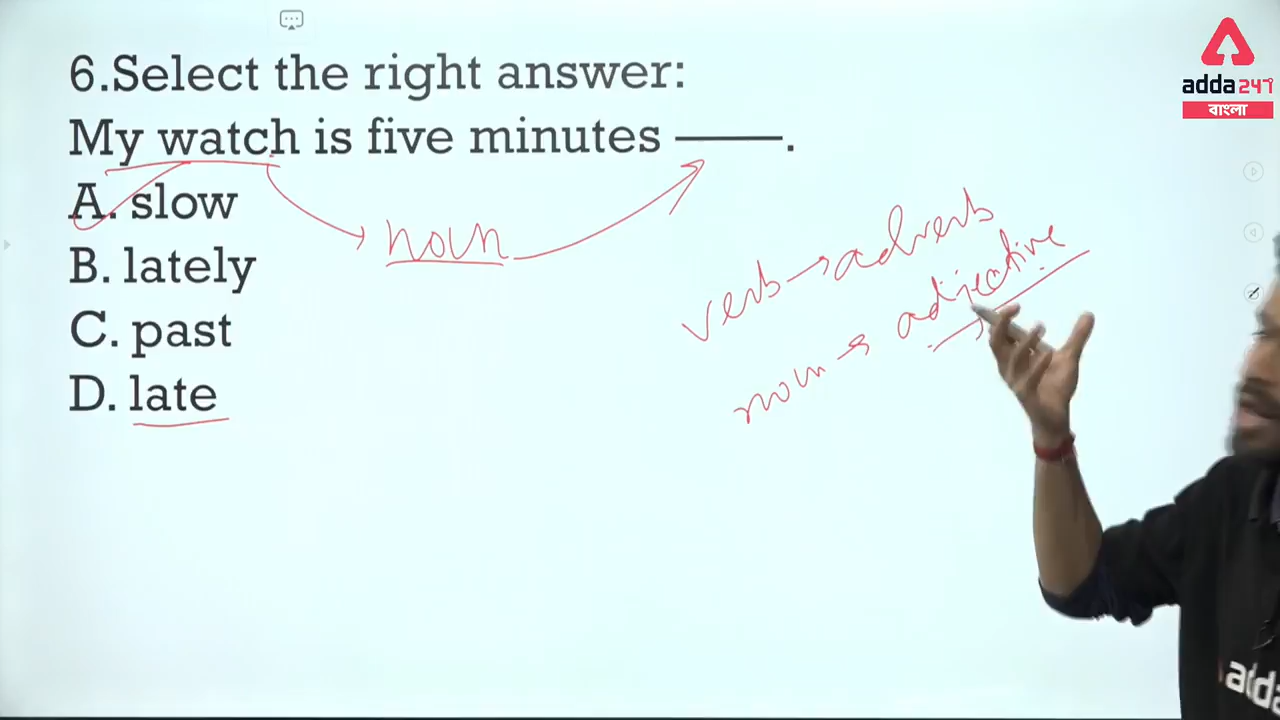 6.Select the right answer:
My watch is five minutes ———.
A. slow
B. lately
C. past
D. late
noun
verb → adverb
noun → adjective
adda247
বাংলা
adda